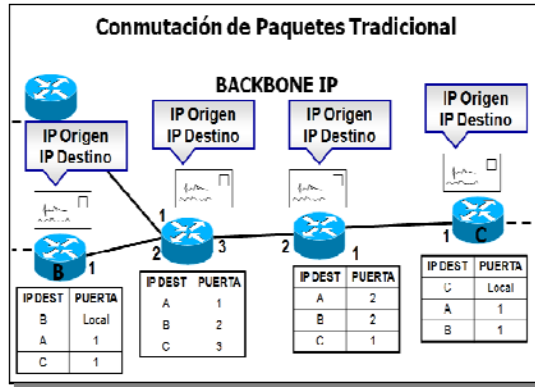 Conmutación de Paquetes Tradicional
BACKBONE IP
IP Origen
IP Destino
IP Origen
IP Destino
IP Origen
IP Destino
IP Origen
IP Destino
1
2
3
2
1
1
C
B
1
IP DEST PUERTA
B Local
A 1
C 1
IP DEST PUERTA
A 1
B 2
C 3
IP DEST PUERTA
A 2
B 2
C 1
IP DEST PUERTA
C Local
A 1
B 1